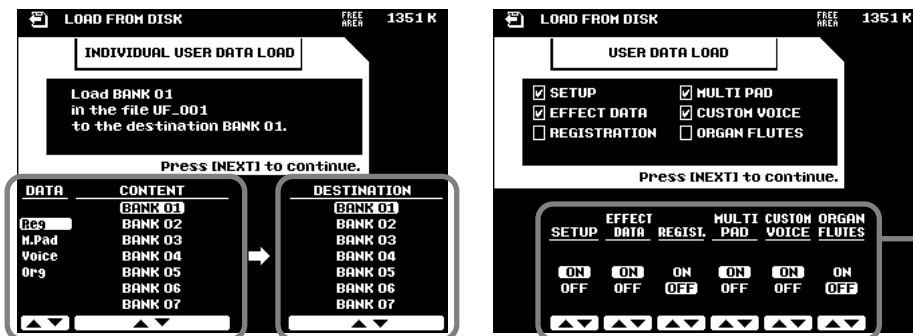 LOAD FROM DISK FREE AREA 1351 K
INDIVIDUAL USER DATA LOAD
Load BANK 01
in the file UF_001
to the destination BANK 01.
Press [NEXT] to continue.
DATA CONTENT DESTINATION
BANK 01 BANK 01
Reg BANK 02 BANK 02
M.Pad BANK 03 BANK 03
Voice BANK 04 BANK 04
Org BANK 05 BANK 05
BANK 06 BANK 06
BANK 07 BANK 07
LOAD FROM DISK FREE AREA 1351 K
USER DATA LOAD
SETUP MULTI PAD
EFFECT DATA CUSTOM VOICE
REGISTRATION ORGAN FLUTES
Press [NEXT] to continue.
EFFECT MULTI CUSTOM ORGAN
SETUP DATA REGIST. PAD VOICE FLUTES
ON ON ON ON ON ON
OFF OFF OFF OFF OFF OFF